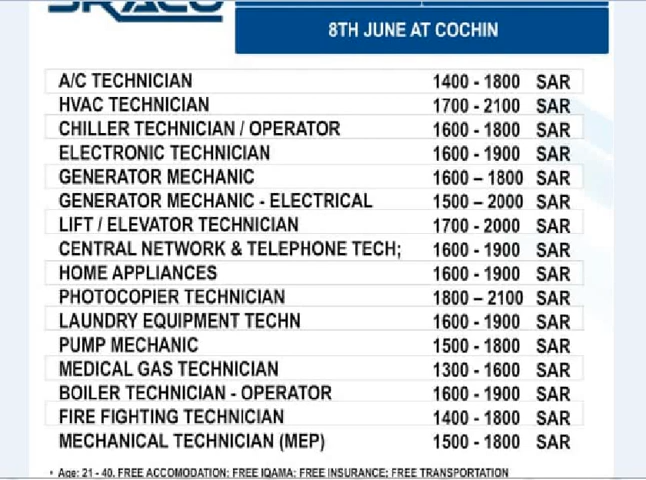 8TH JUNE AT COCHIN
A/C TECHNICIAN 1400 - 1800 SAR
HVAC TECHNICIAN 1700 - 2100 SAR
CHILLER TECHNICIAN / OPERATOR 1600 - 1800 SAR
ELECTRONIC TECHNICIAN 1600 - 1900 SAR
GENERATOR MECHANIC 1600 – 1800 SAR
GENERATOR MECHANIC - ELECTRICAL 1500 – 2000 SAR
LIFT / ELEVATOR TECHNICIAN 1700 - 2000 SAR
CENTRAL NETWORK & TELEPHONE TECH; 1600 - 1900 SAR
HOME APPLIANCES 1600 - 1900 SAR
PHOTOCOPIER TECHNICIAN 1800 – 2100 SAR
LAUNDRY EQUIPMENT TECHN 1600 - 1900 SAR
PUMP MECHANIC 1500 - 1800 SAR
MEDICAL GAS TECHNICIAN 1300 - 1600 SAR
BOILER TECHNICIAN - OPERATOR 1600 - 1900 SAR
FIRE FIGHTING TECHNICIAN 1400 - 1800 SAR
MECHANICAL TECHNICIAN (MEP) 1500 - 1800 SAR
• Age: 21 - 40. FREE ACCOMODATION; FREE IQAMA; FREE INSURANCE; FREE TRANSPORTATION